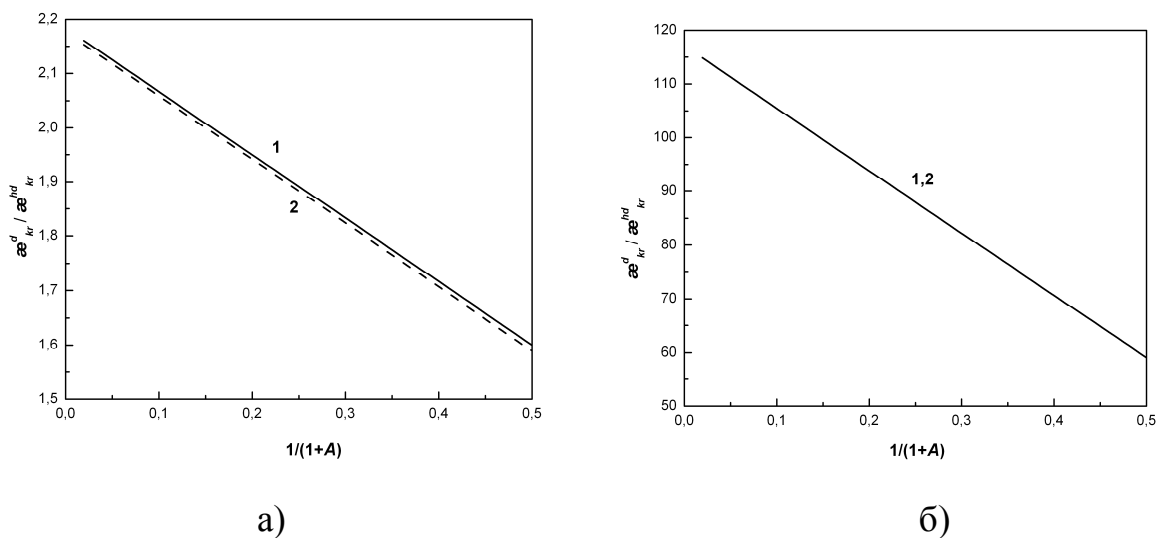 2,2
2,1
2,0
1,9
1,8
1,7
1,6
1,5
0,0 0,1 0,2 0,3 0,4 0,5
æ^d_kr / æ^hd_kr
1/(1+A)
1
2
120
110
100
90
80
70
60
50
0,0 0,1 0,2 0,3 0,4 0,5
æ^d_kr / æ^hd_kr
1/(1+A)
1,2
а) б)